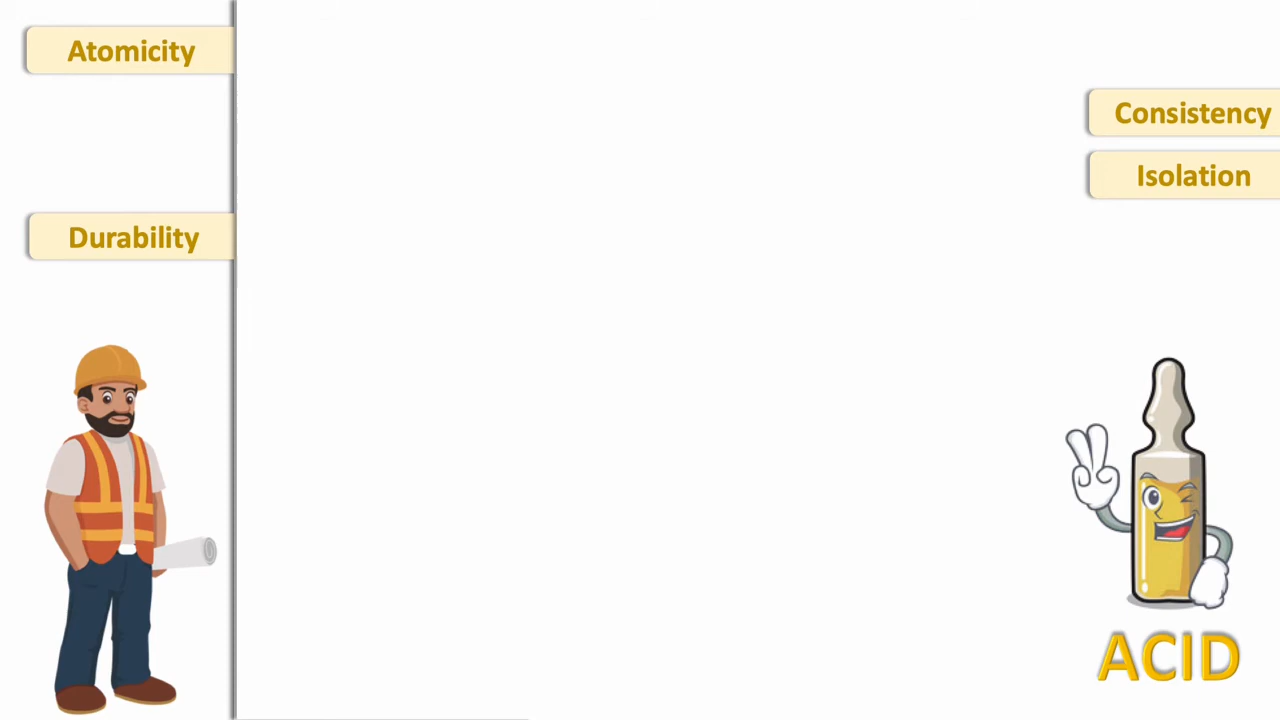 Atomicity
Consistency
Isolation
Durability
ACID